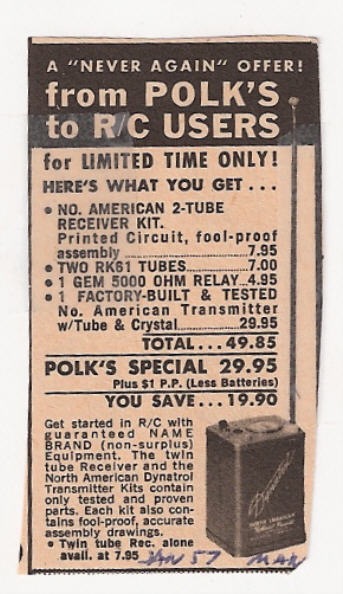 A "NEVER AGAIN" OFFER!
from POLK'S
to R/C USERS
for LIMITED TIME ONLY!
HERE'S WHAT YOU GET...
• NO. AMERICAN 2-TUBE
RECEIVER KIT.
Printed Circuit, fool-proof
assembly ........ 7.95
• TWO RK61 TUBES........7.00
• 1 GEM 5000 OHM RELAY...4.95
• 1 FACTORY-BUILT & TESTED
No. American Transmitter
w/Tube & Crystal........29.95
TOTAL...49.85
POLK'S SPECIAL 29.95
Plus $1 P.P. (Less Batteries)
YOU SAVE...19.90
Get started in R/C with
guaranteed NAME
BRAND (non-surplus)
Equipment. The twin
tube Receiver and the
North American Dynatrol
Transmitter Kits contain
only tested and proven
parts. Each kit also con-
tains fool-proof, accurate
assembly drawings.
• Twin tube Rec. alone
avail. at 7.95
Dynatrol
NORTH AMERICAN
JAN 57 MAN